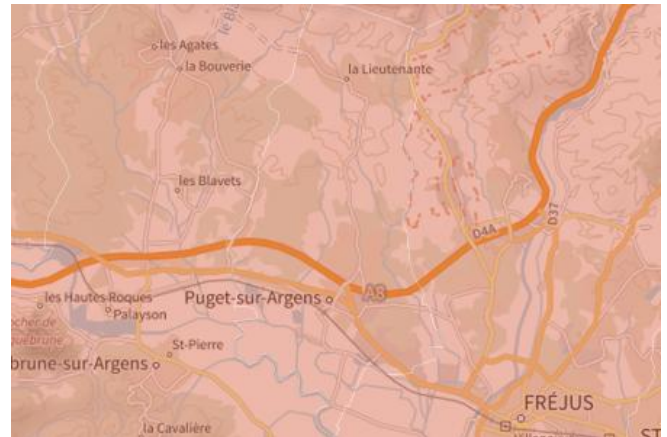 les Agates
la Bouverie
la Lieutenante
les Blavets
D4A
D37
A8
les Hautes-Roques
Puget-sur-Argens
Palayson
St-Pierre
brune-sur-Argens
FRÉJUS
la Cavalière
ST